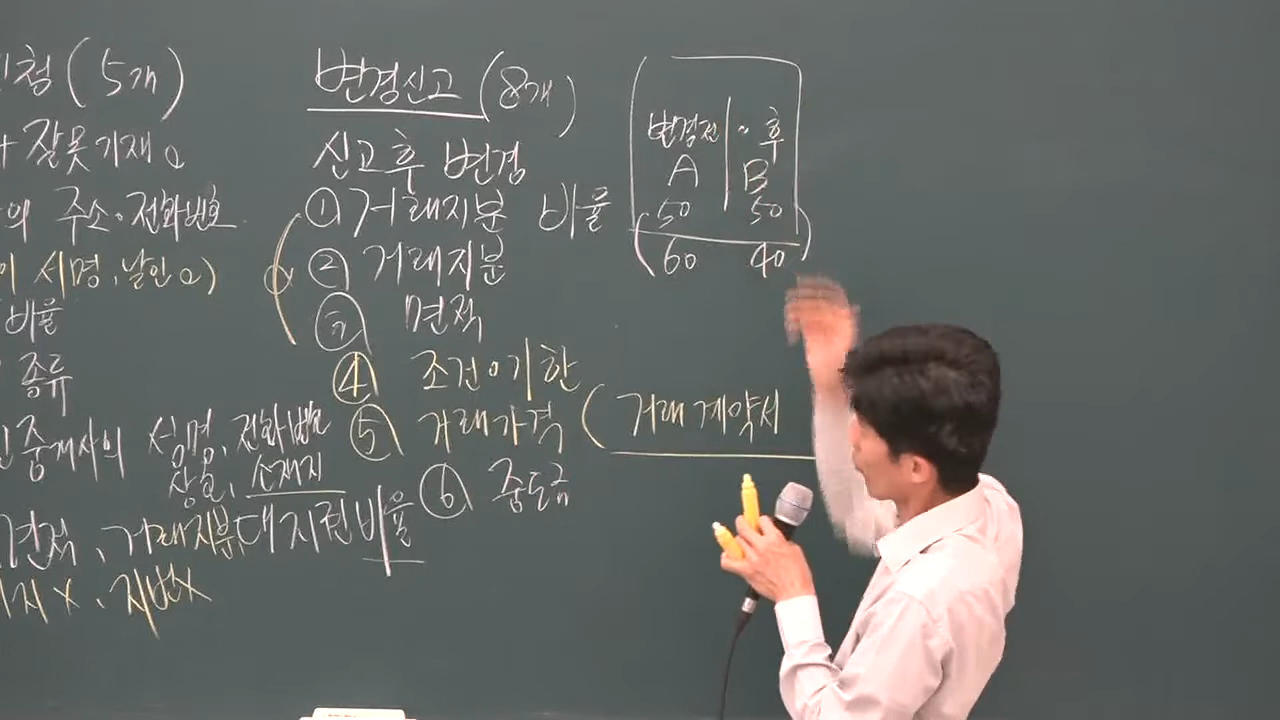 신청 (5개)
잘못기재。
의 주소·전화번호
이 서명, 날인 o)
비율
종류
중개사의 성명, 전화번호
상호, 소재지
면적, 거래지분, 대지권비율
지 x, 지번x
변경신고 (8개)
신고후 변경
① 거래지분 비율
② 거래지분
③ 면적
④ 조건·기한
⑤ 거래가격 (거래계약서
⑥ 중도금
변경전 · 후
A B
50 50
(60 40)